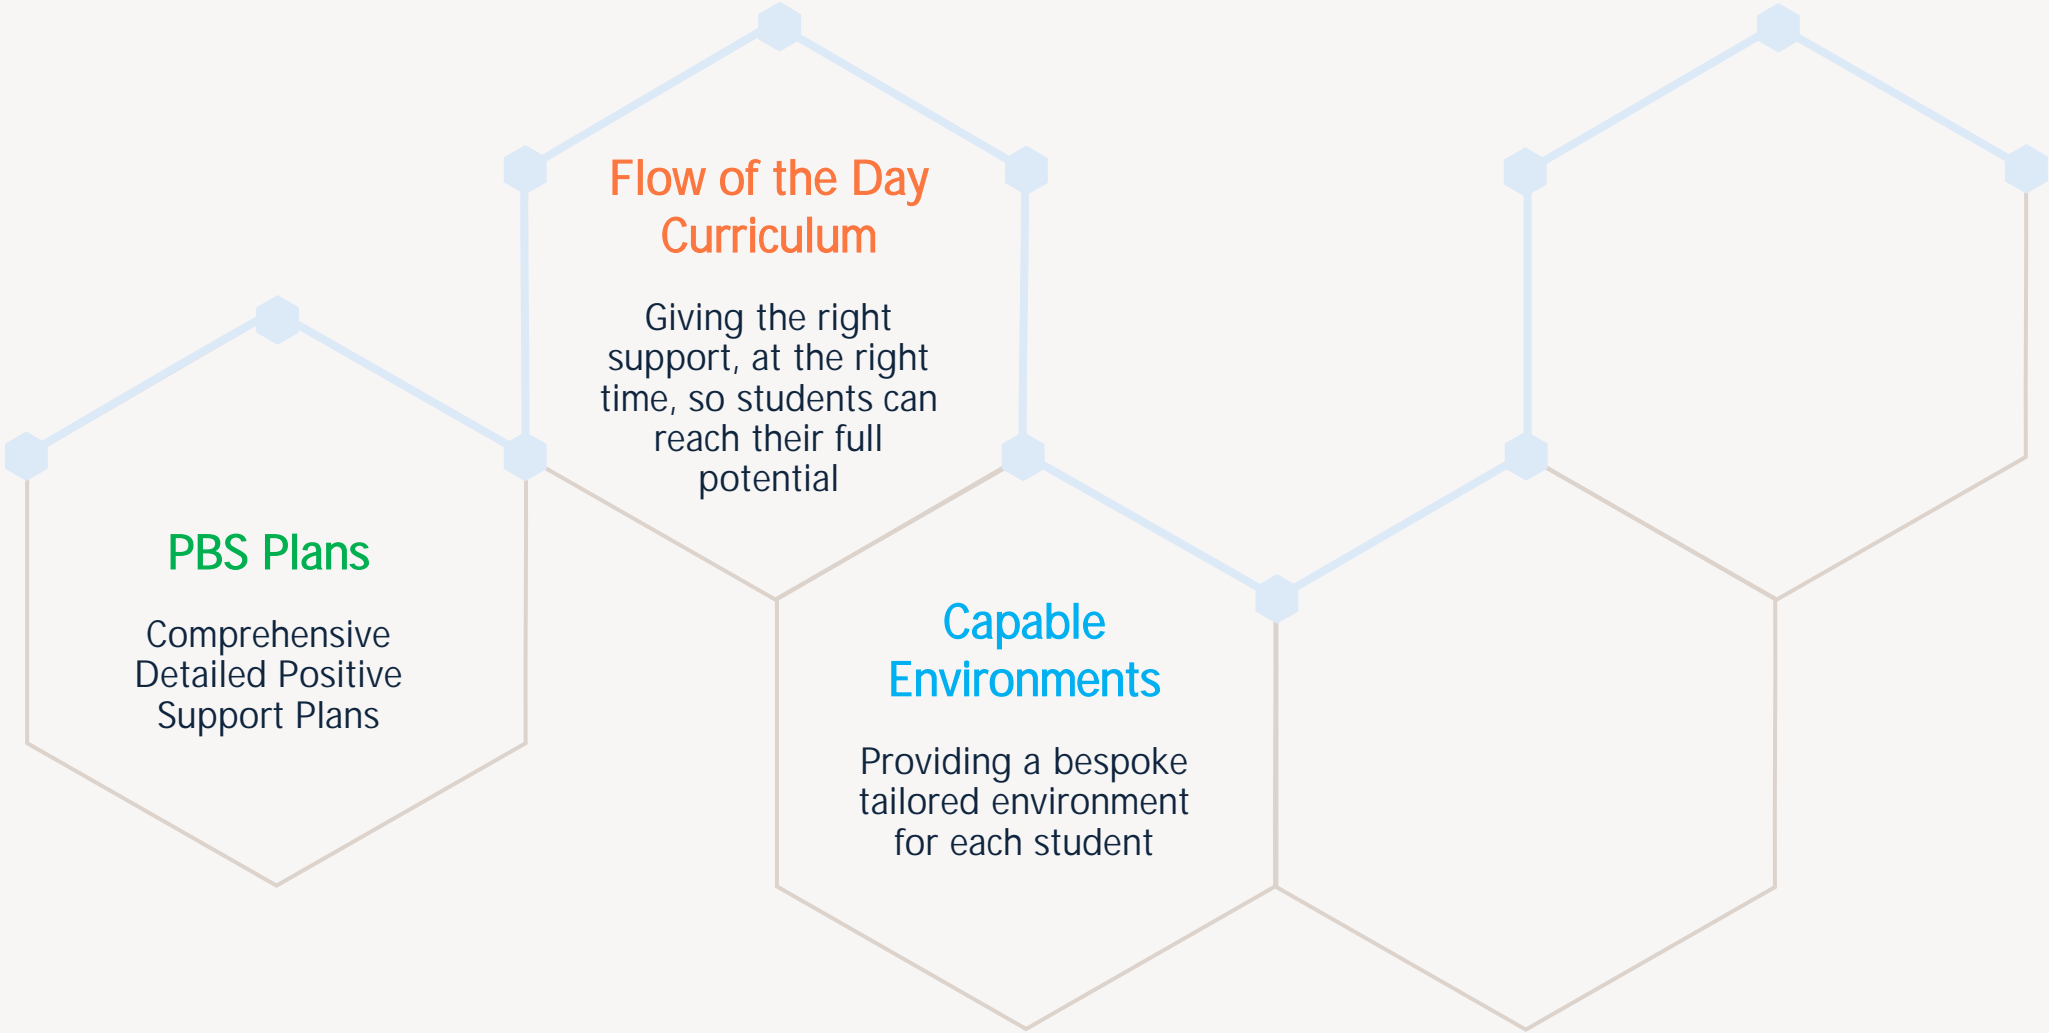 PBS Plans
Comprehensive
Detailed Positive
Support Plans
Flow of the Day
Curriculum
Giving the right
support, at the right
time, so students can
reach their full
potential
Capable
Environments
Providing a bespoke
tailored environment
for each student